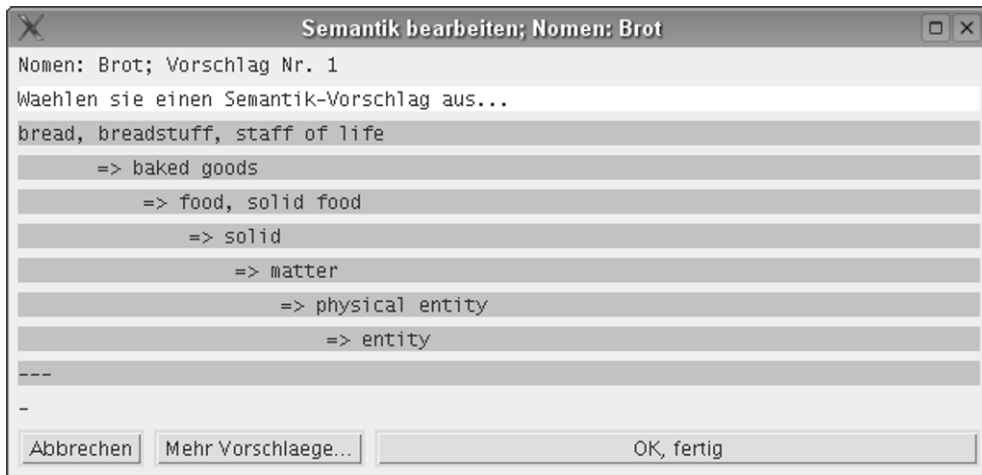 Semantik bearbeiten; Nomen: Brot
Nomen: Brot; Vorschlag Nr. 1
Waehlen sie einen Semantik-Vorschlag aus...
bread, breadstuff, staff of life
=> baked goods
=> food, solid food
=> solid
=> matter
=> physical entity
=> entity
---
-
Abbrechen Mehr Vorschlaege... OK, fertig